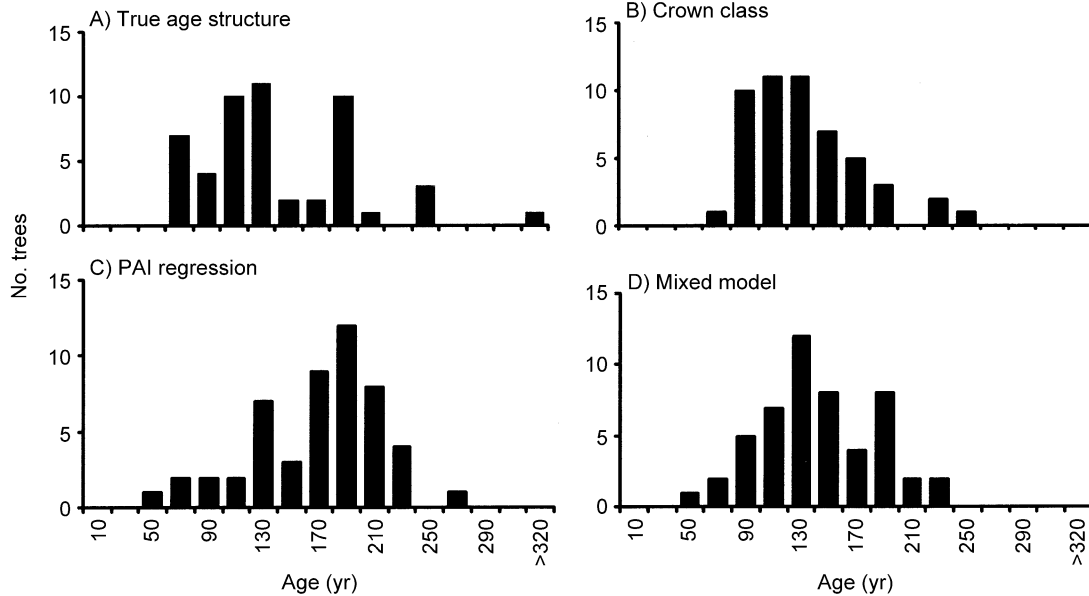 A) True age structure
15
10
5
0
B) Crown class
15
10
5
0
No. trees
C) PAI regression
15
10
5
0
10 50 90 130 170 210 250 290 >320
Age (yr)
D) Mixed model
15
10
5
0
10 50 90 130 170 210 250 290 >320
Age (yr)